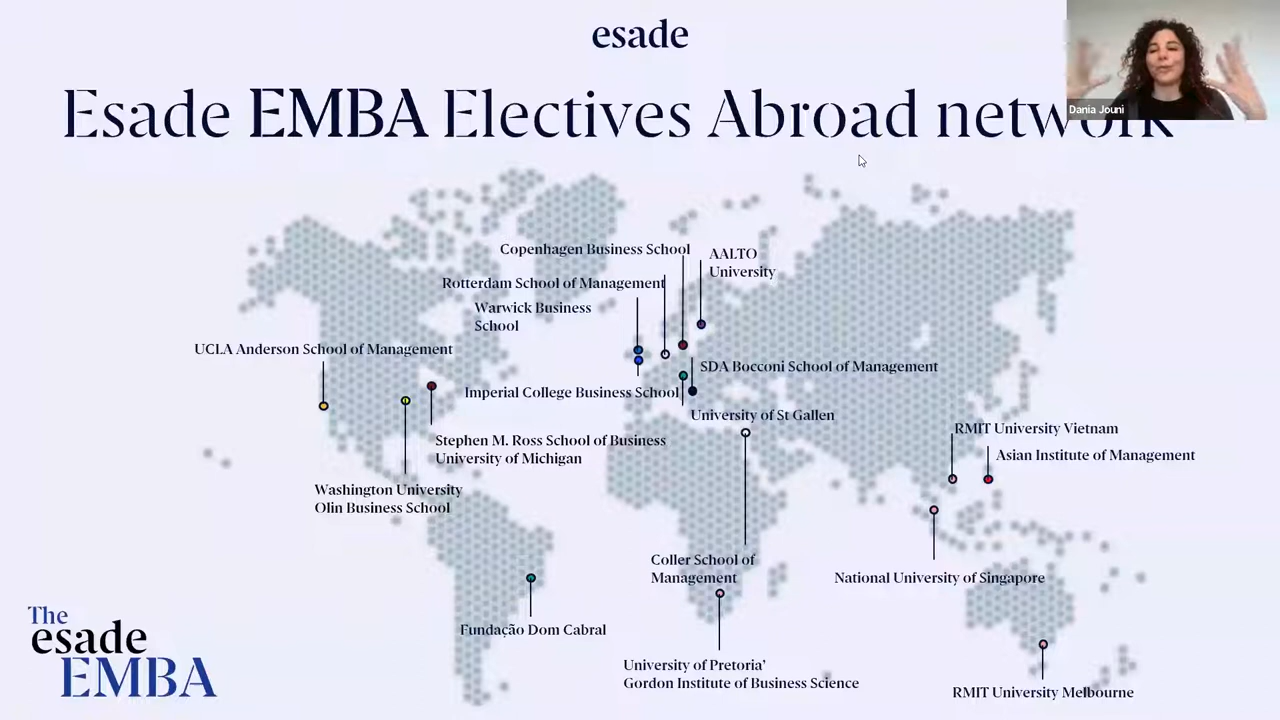 esade
Esade EMBA Electives Abroad network
Dania Jouni
Copenhagen Business School
AALTO
University
Rotterdam School of Management
Warwick Business
School
UCLA Anderson School of Management
SDA Bocconi School of Management
Imperial College Business School
University of St Gallen
RMIT University Vietnam
Stephen M. Ross School of Business
University of Michigan
Asian Institute of Management
Washington University
Olin Business School
Coller School of
Management
National University of Singapore
Fundação Dom Cabral
The
esade
EMBA
University of Pretoria'
Gordon Institute of Business Science
RMIT University Melbourne